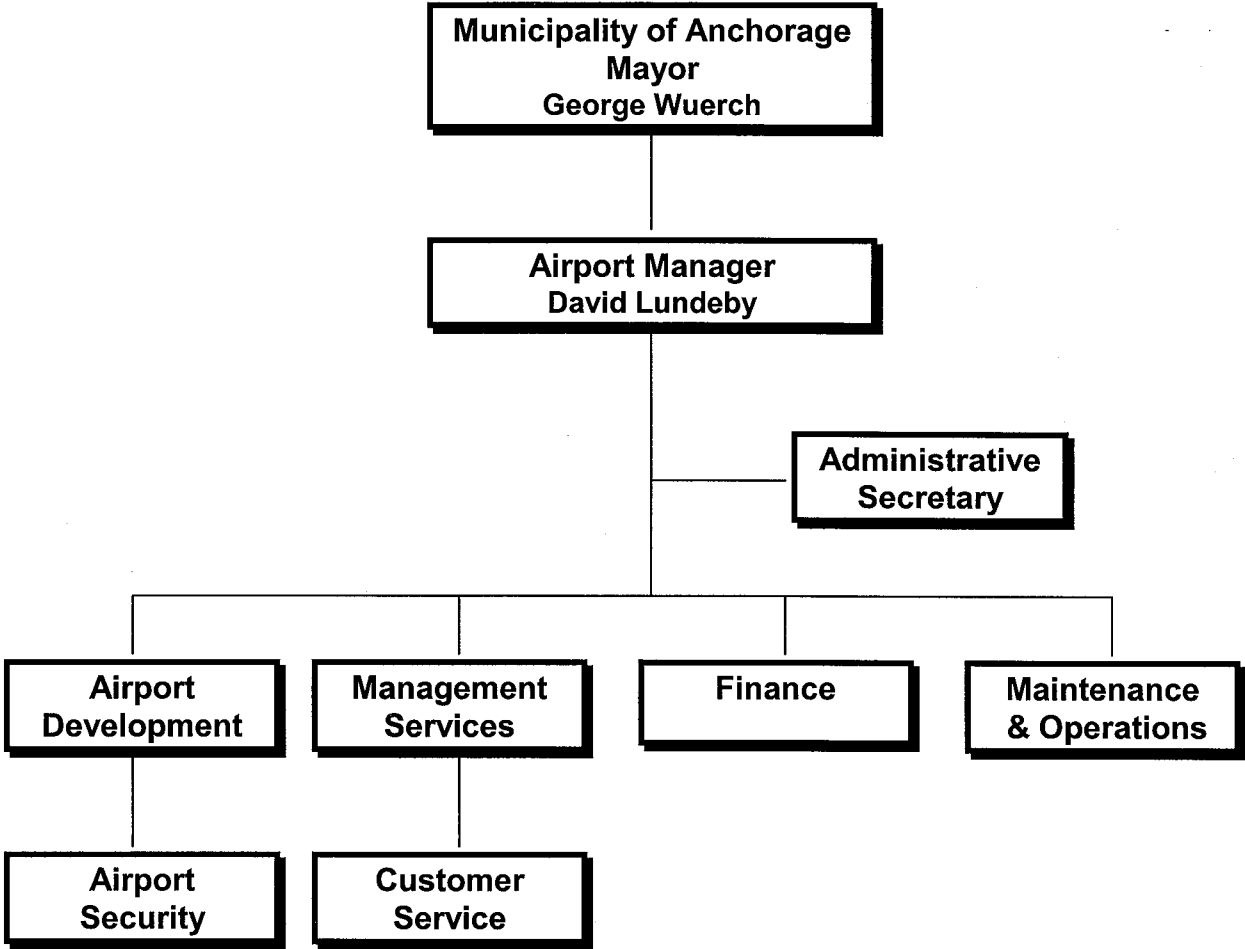 Municipality of Anchorage
Mayor
George Wuerch
Airport Manager
David Lundeby
Administrative
Secretary
Airport
Development
Management
Services
Finance
Maintenance
& Operations
Airport
Security
Customer
Service